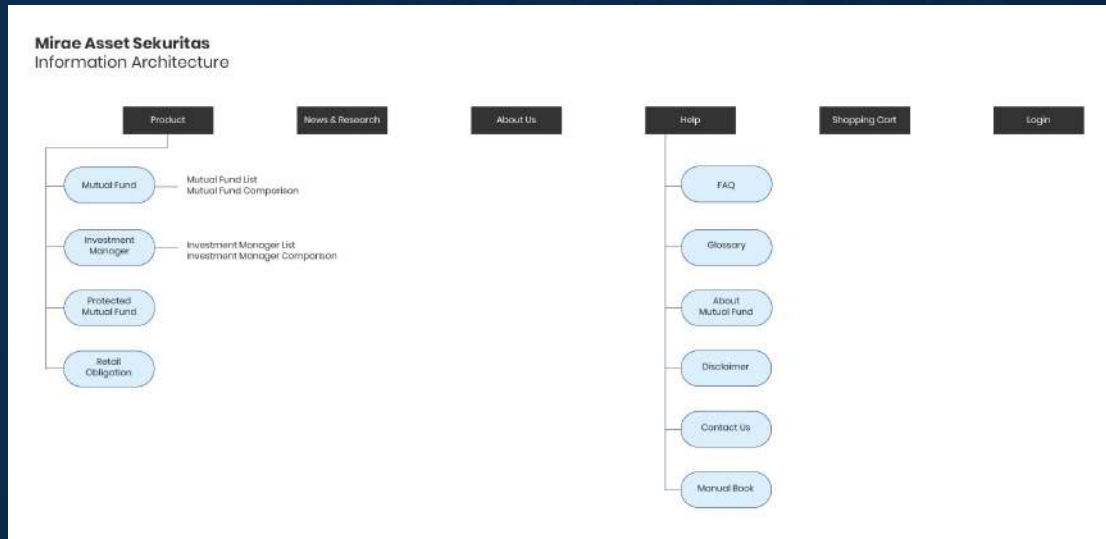 Mirae Asset Sekuritas
Information Architecture
Product
News & Research
About Us
Help
Shopping Cart
Login
Mutual Fund
Mutual Fund List
Mutual Fund Comparison
Investment
Manager
Investment Manager List
Investment Manager Comparison
Protected
Mutual Fund
Retail
Obligation
FAQ
Glossary
About
Mutual Fund
Disclaimer
Contact Us
Manual Book